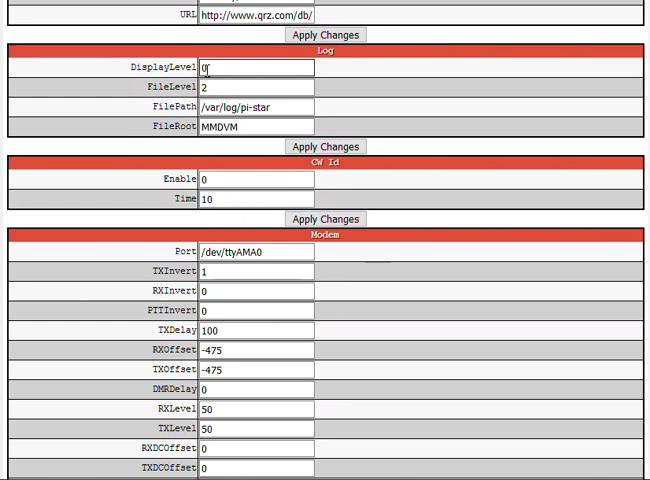 URL http://www.qrz.com/db/
Apply Changes
Log
DisplayLevel 0
FileLevel 2
FilePath /var/log/pi-star
FileRoot MMDVM
Apply Changes
CW Id
Enable 0
Time 10
Apply Changes
Modem
Port /dev/ttyAMA0
TXInvert 1
RXInvert 0
PTTInvert 0
TXDelay 100
RXOffset -475
TXOffset -475
DMRDelay 0
RXLevel 50
TXLevel 50
RXDCOffset 0
TXDCOffset 0